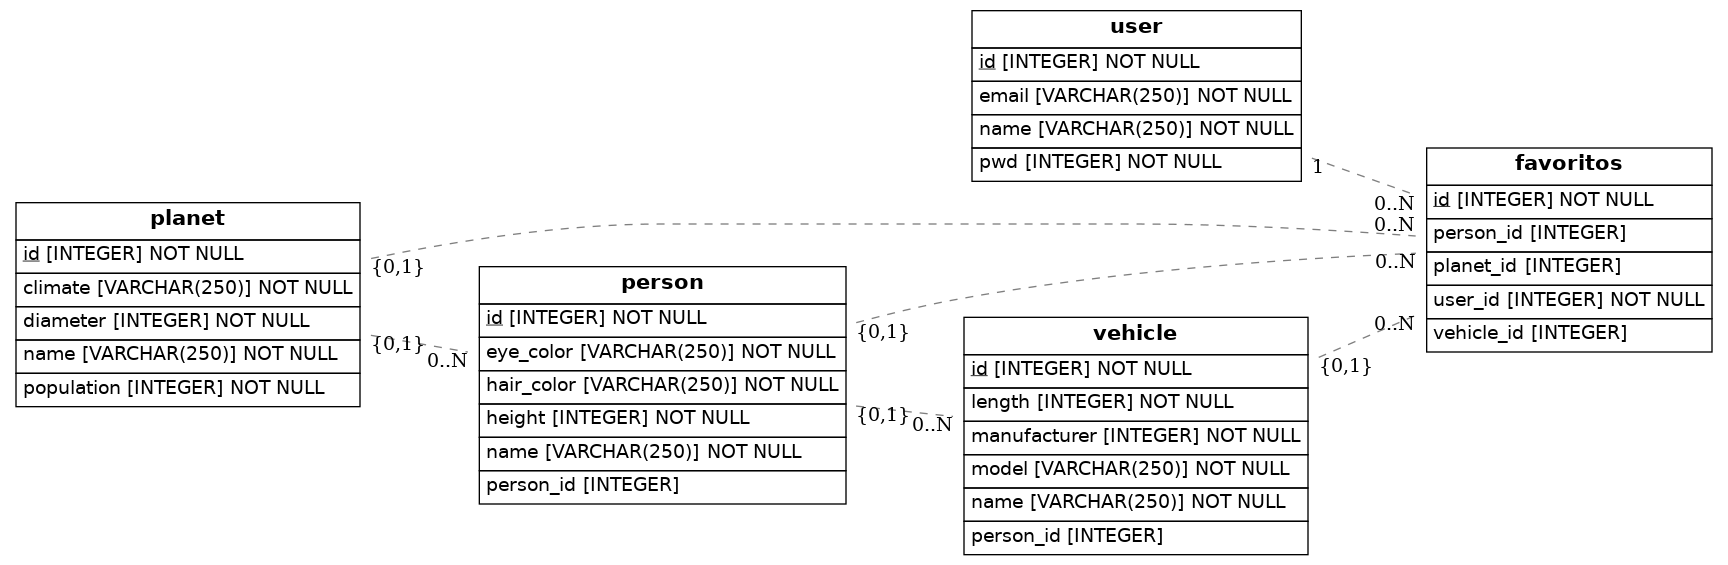 user
id [INTEGER] NOT NULL
email [VARCHAR(250)] NOT NULL
name [VARCHAR(250)] NOT NULL
pwd [INTEGER] NOT NULL
1
0..N
favoritos
id [INTEGER] NOT NULL
person_id [INTEGER]
planet_id [INTEGER]
user_id [INTEGER] NOT NULL
vehicle_id [INTEGER]
0..N
0..N
0..N
planet
id [INTEGER] NOT NULL
climate [VARCHAR(250)] NOT NULL
diameter [INTEGER] NOT NULL
name [VARCHAR(250)] NOT NULL
population [INTEGER] NOT NULL
{0,1}
{0,1}
0..N
person
id [INTEGER] NOT NULL
eye_color [VARCHAR(250)] NOT NULL
hair_color [VARCHAR(250)] NOT NULL
height [INTEGER] NOT NULL
name [VARCHAR(250)] NOT NULL
person_id [INTEGER]
{0,1}
{0,1}
0..N
vehicle
id [INTEGER] NOT NULL
length [INTEGER] NOT NULL
manufacturer [INTEGER] NOT NULL
model [VARCHAR(250)] NOT NULL
name [VARCHAR(250)] NOT NULL
person_id [INTEGER]
{0,1}